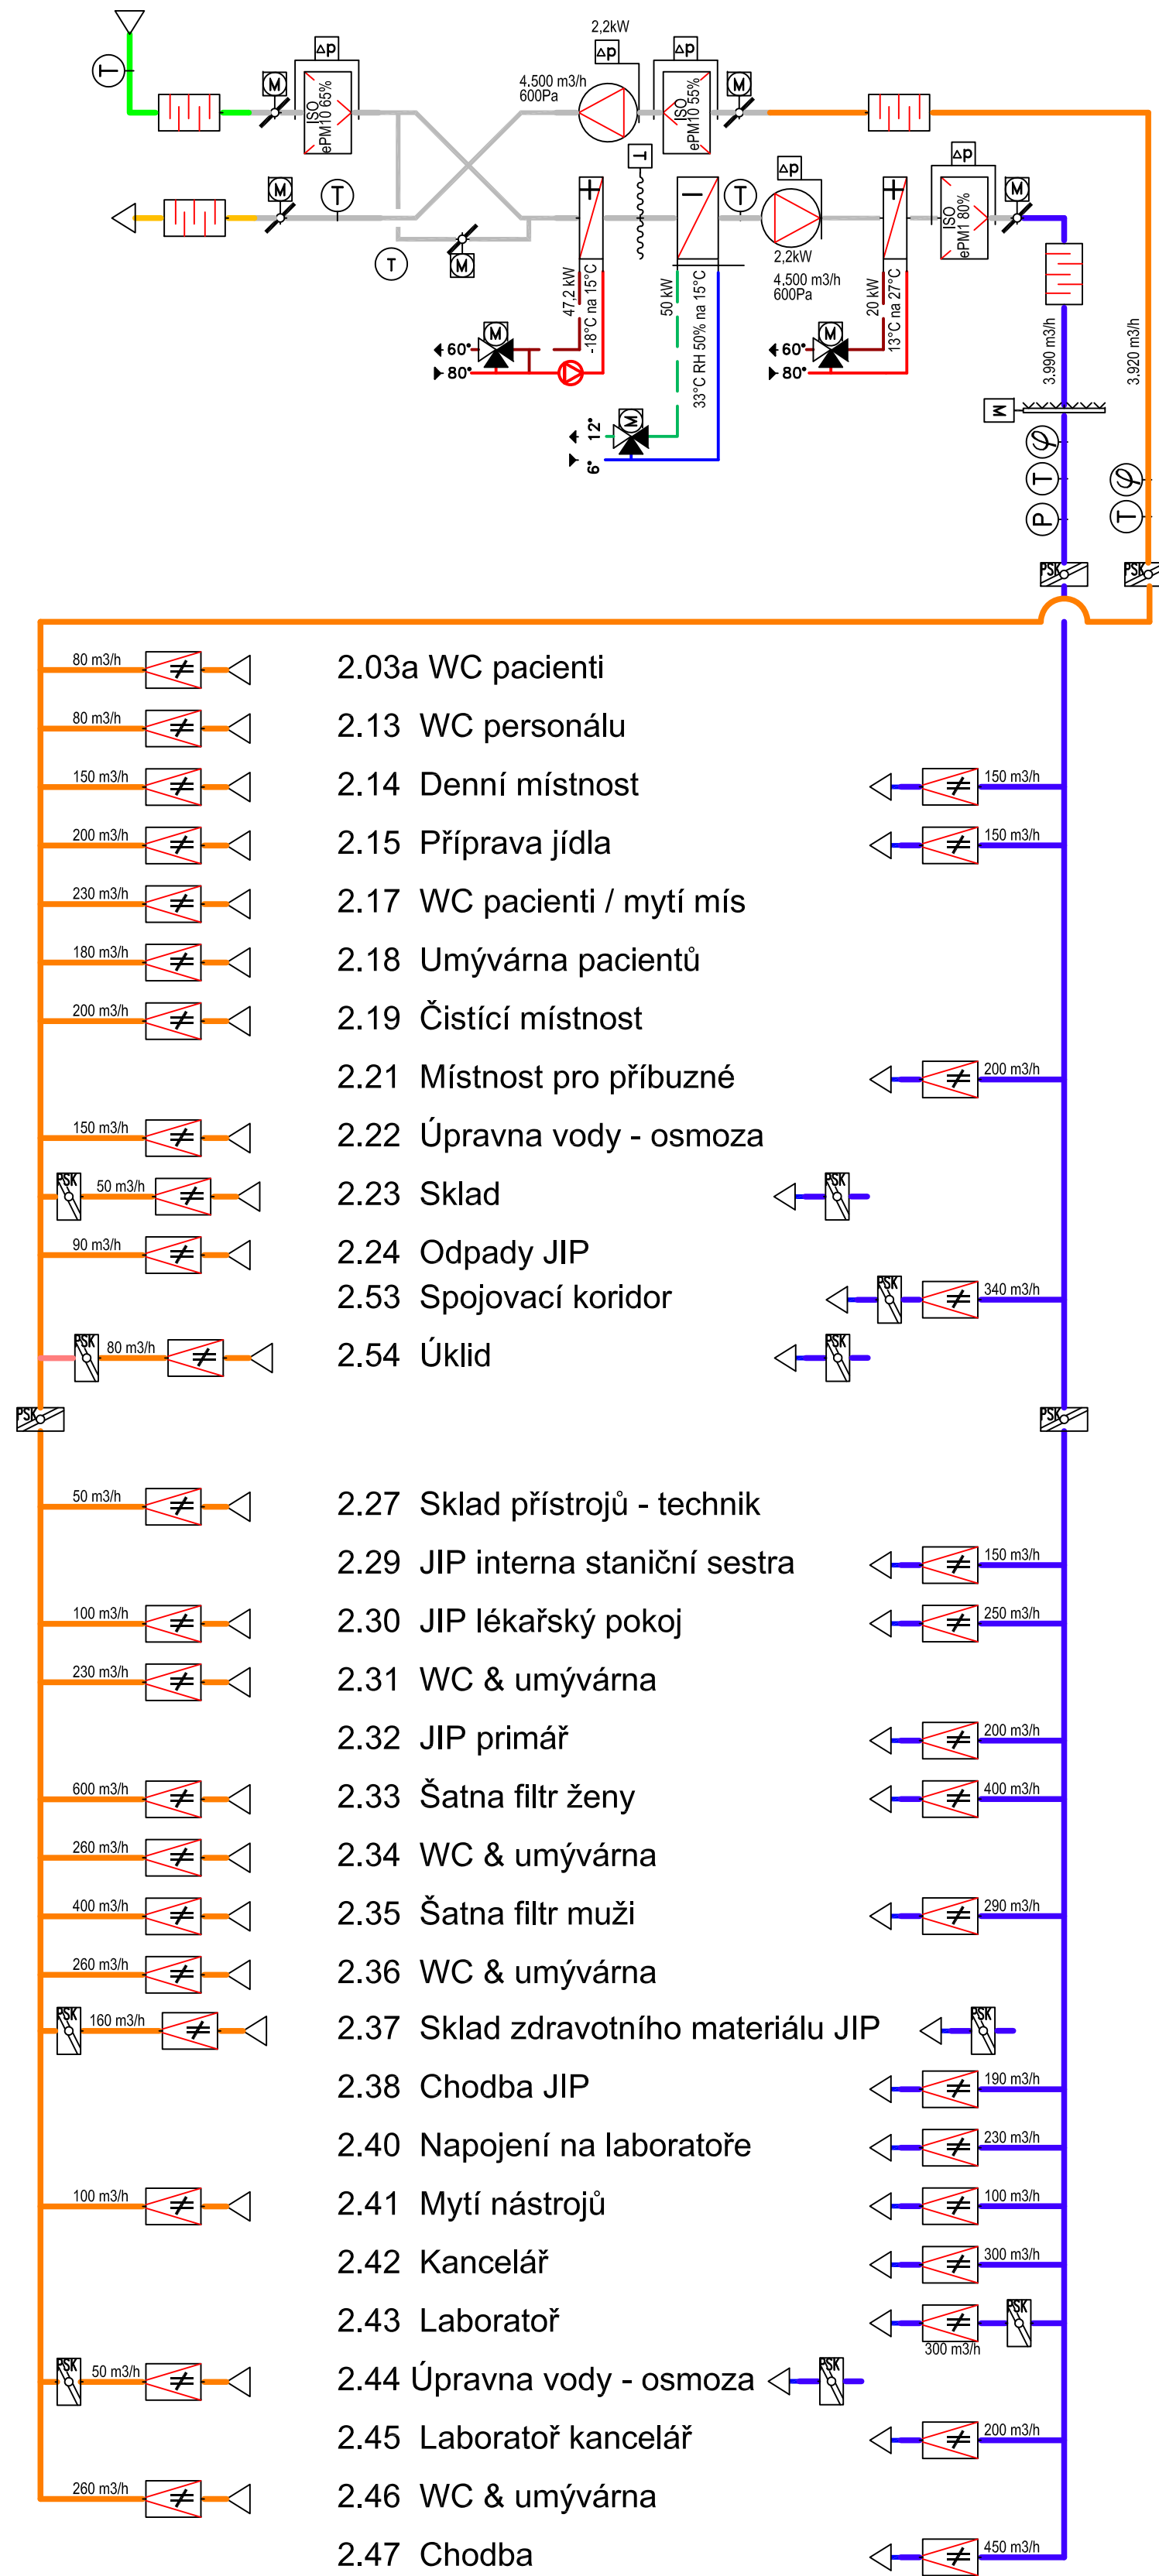 2,2kW
Δp
Δp
Δp
T
M
4.500 m3/h
600Pa
M
ISO
ePM10 65%
ISO
ePM10 55%
T
Δp
Δp
M
T
T
M
ISO
ePM1 80%
2,2kW
T
M
4,500 m3/h
600Pa
47,2 kW
-18°C na 15°C
50 kW
33°C RH 50% na 15°C
20 kW
13°C na 27°C
3.990 m3/h
3.920 m3/h
M
60°
80°
M
60°
80°
M
M
12°
6°
φ
T
P
φ
T
PSK
PSK
80 m3/h 2.03a WC pacienti
80 m3/h 2.13 WC personálu
150 m3/h 2.14 Denní místnost 150 m3/h
200 m3/h 2.15 Příprava jídla 150 m3/h
230 m3/h 2.17 WC pacienti / mytí mís
180 m3/h 2.18 Umývárna pacientů
200 m3/h 2.19 Čistící místnost
2.21 Místnost pro příbuzné 200 m3/h
150 m3/h 2.22 Úpravna vody - osmoza
PSK 50 m3/h 2.23 Sklad PSK
90 m3/h 2.24 Odpady JIP
2.53 Spojovací koridor PSK 340 m3/h
PSK 80 m3/h 2.54 Úklid PSK
PSK PSK
50 m3/h 2.27 Sklad přístrojů - technik
2.29 JIP interna staniční sestra 150 m3/h
100 m3/h 2.30 JIP lékařský pokoj 250 m3/h
230 m3/h 2.31 WC & umývárna
2.32 JIP primář 200 m3/h
600 m3/h 2.33 Šatna filtr ženy 400 m3/h
260 m3/h 2.34 WC & umývárna
400 m3/h 2.35 Šatna filtr muži 290 m3/h
260 m3/h 2.36 WC & umývárna
PSK 160 m3/h 2.37 Sklad zdravotního materiálu JIP PSK
2.38 Chodba JIP 190 m3/h
2.40 Napojení na laboratoře 230 m3/h
100 m3/h 2.41 Mytí nástrojů 100 m3/h
2.42 Kancelář 300 m3/h
2.43 Laboratoř PSK
300 m3/h
PSK 50 m3/h 2.44 Úpravna vody - osmoza PSK
2.45 Laboratoř kancelář 200 m3/h
260 m3/h 2.46 WC & umývárna
2.47 Chodba 450 m3/h